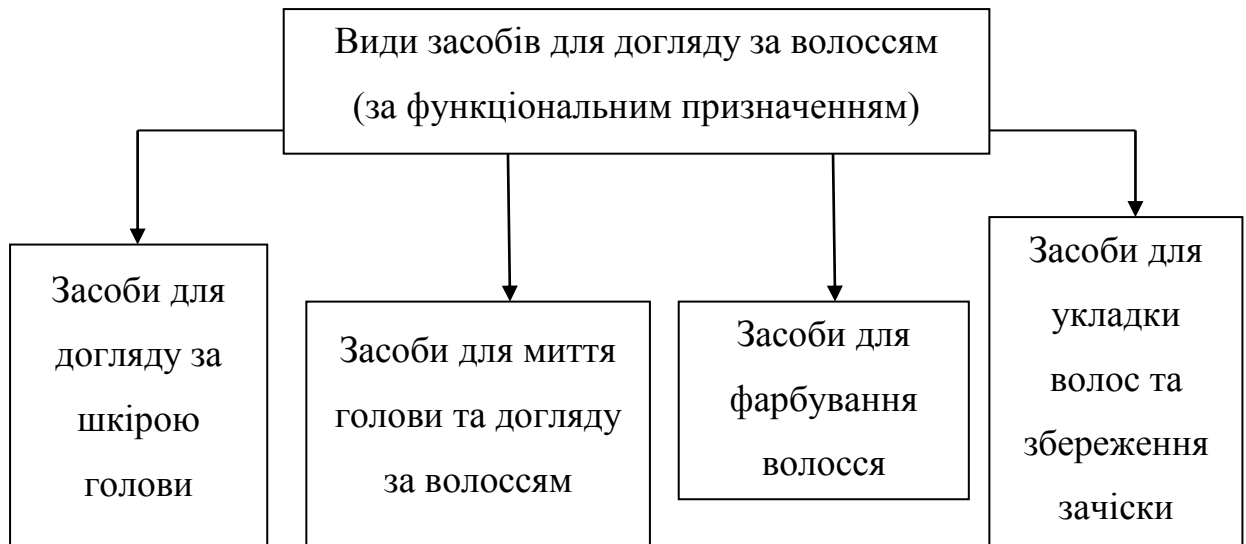 Види засобів для догляду за волоссям
(за функціональним призначенням)
Засоби для
догляду за
шкірою
голови
Засоби для миття
голови та догляду
за волоссям
Засоби для
фарбування
волосся
Засоби для
укладки
волос та
збереження
зачіски